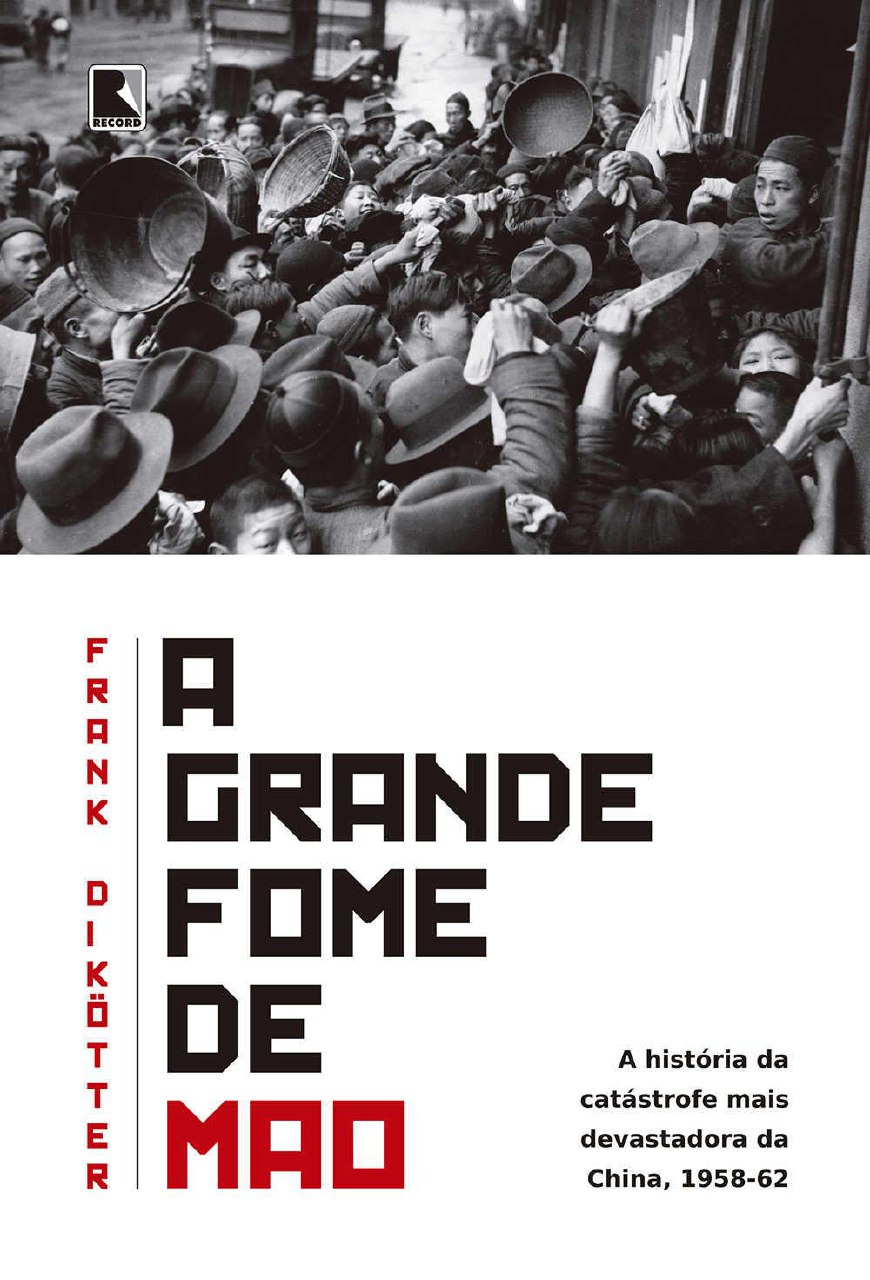 RECORD
FRANK DIKÖTTER
A
GRANDE
FOME
DE
MAO
A história da
catástrofe mais
devastadora da
China, 1958-62